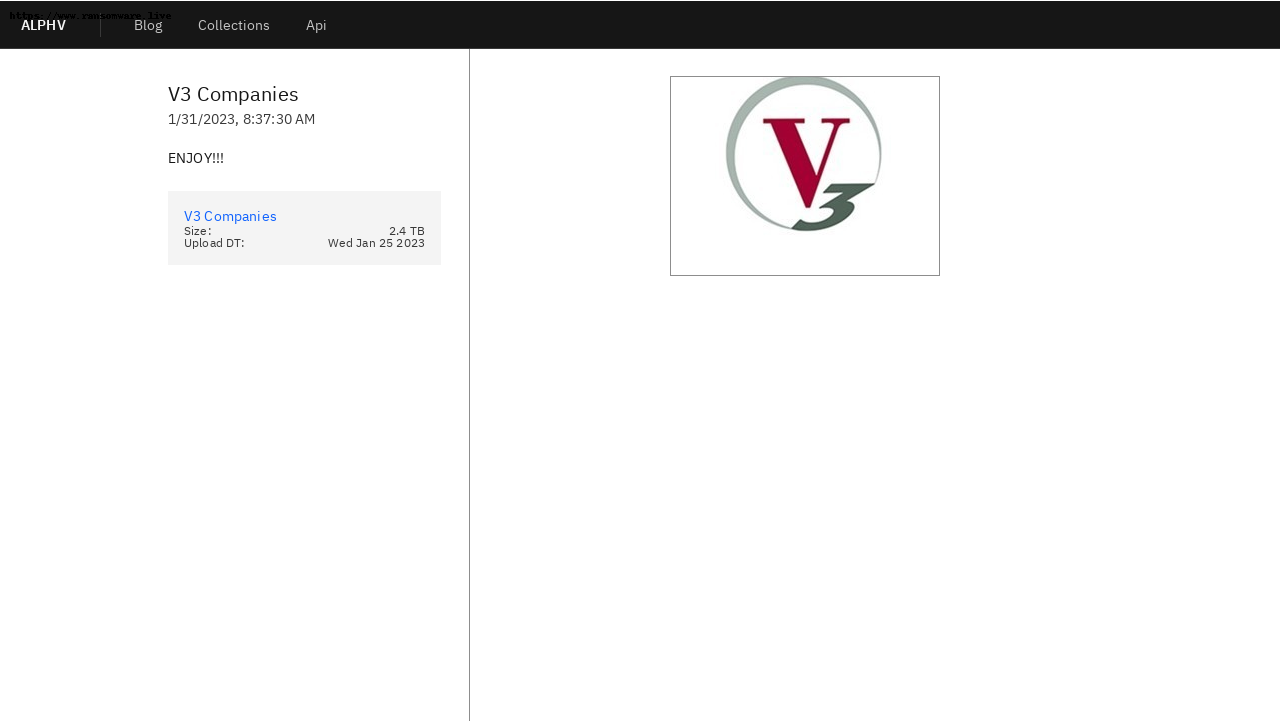 https://www.ransomware.live
ALPHV
Blog
Collections
Api
V3 Companies
1/31/2023, 8:37:30 AM
ENJOY!!!
V3 Companies
Size: 2.4 TB
Upload DT: Wed Jan 25 2023
V3